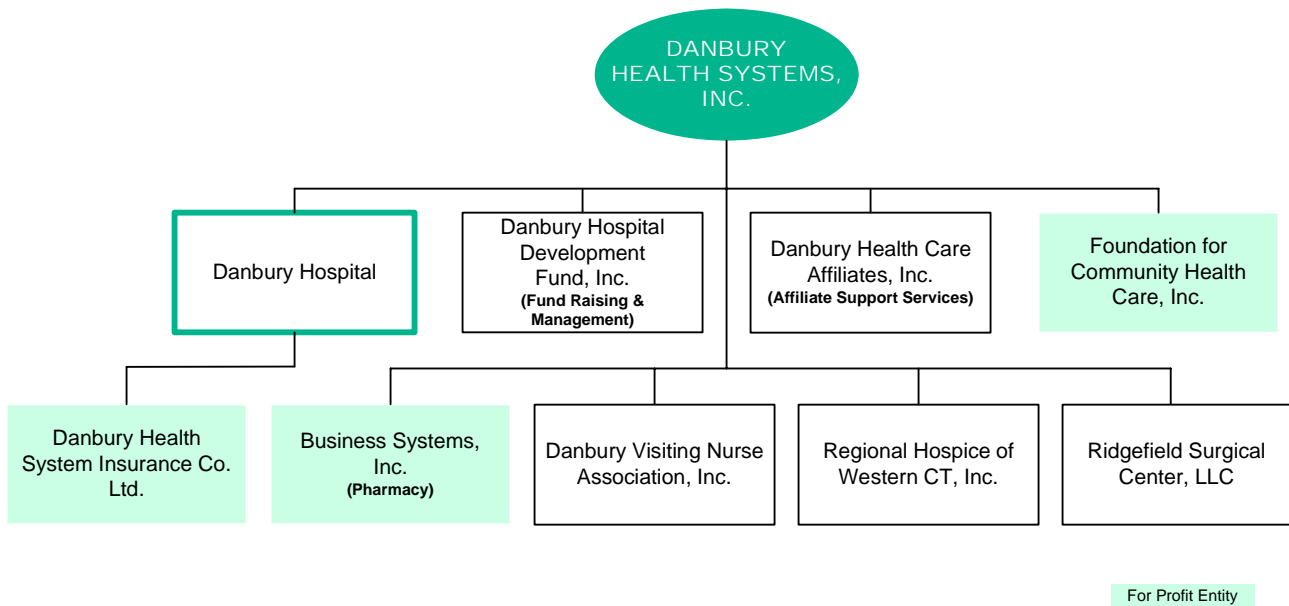 DANBURY
HEALTH SYSTEMS,
INC.
Danbury Hospital
Danbury Hospital
Development
Fund, Inc.
(Fund Raising &
Management)
Danbury Health Care
Affiliates, Inc.
(Affiliate Support Services)
Foundation for
Community Health
Care, Inc.
Danbury Health
System Insurance Co.
Ltd.
Business Systems,
Inc.
(Pharmacy)
Danbury Visiting Nurse
Association, Inc.
Regional Hospice of
Western CT, Inc.
Ridgefield Surgical
Center, LLC
For Profit Entity